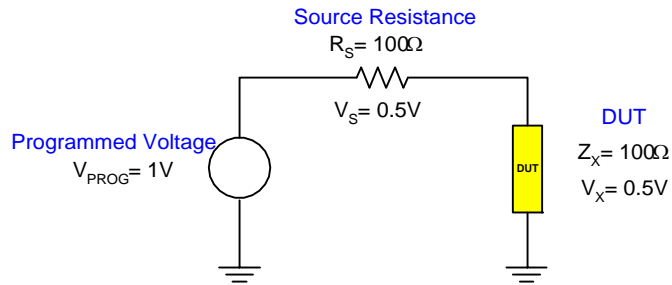 Source Resistance
R_S= 100Ω
V_S= 0.5V
Programmed Voltage
V_PROG= 1V
DUT
DUT
Z_X= 100Ω
V_X= 0.5V